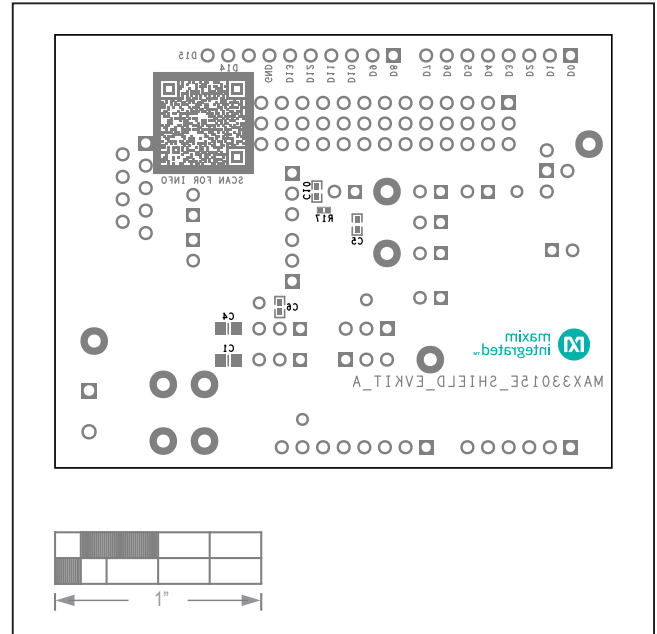 D15
D14
GND
D13
D12
D11
D10
D9
D8
D7
D6
D5
D4
D3
D2
D1
D0
SCAN FOR INFO
C10
R17
C5
C6
C4
C1
maxim
integrated™
MAX33015E_SHIELD_EVKIT_A
1"